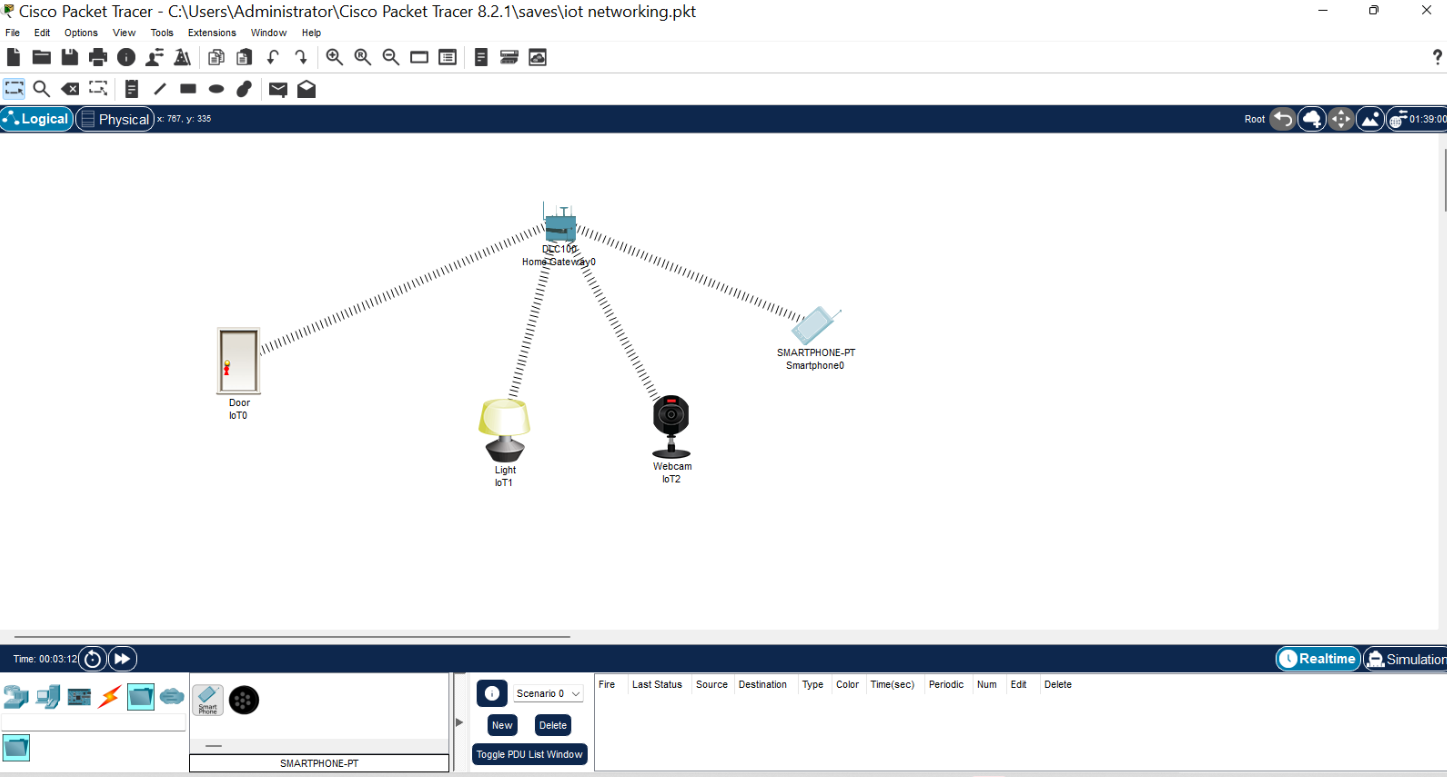 Cisco Packet Tracer - C:\Users\Administrator\Cisco Packet Tracer 8.2.1\saves\iot networking.pkt
File Edit Options View Tools Extensions Window Help
?
Logical Physical x: 767, y: 335 Root 01:39:00
DLC100
Home Gateway0
SMARTPHONE-PT
Smartphone0
Door
IoT0
Light
IoT1
Webcam
IoT2
Time: 00:03:12 Realtime Simulation
Fire Last Status Source Destination Type Color Time(sec) Periodic Num Edit Delete
Scenario 0
Smart
Phone
New Delete
Toggle PDU List Window
SMARTPHONE-PT